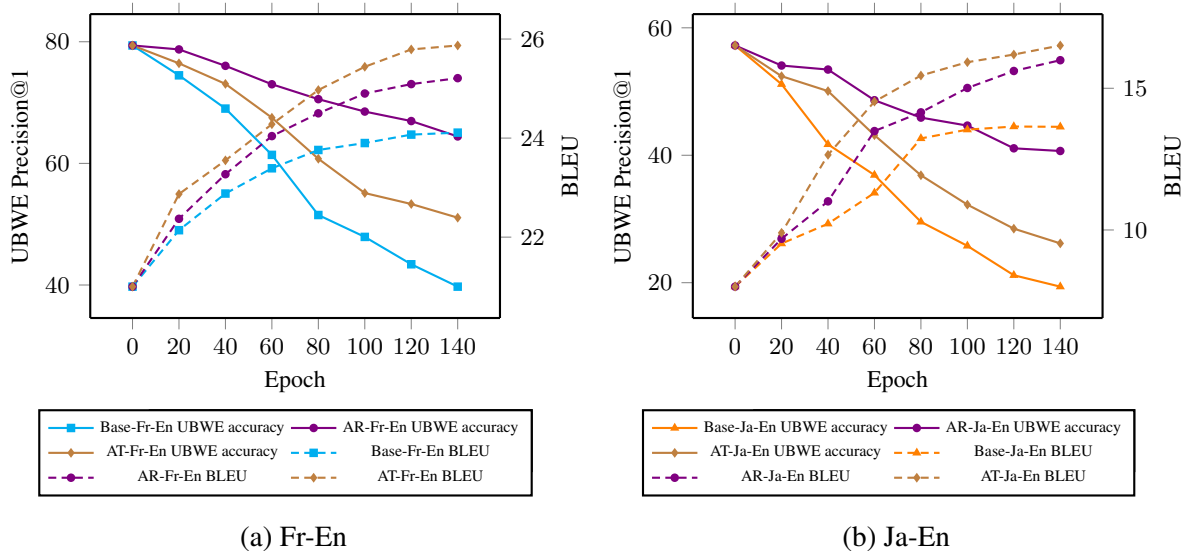 80
60
40
UBWE Precision@1
26
24
22
BLEU
0 20 40 60 80 100 120 140
Epoch
Base-Fr-En UBWE accuracy AR-Fr-En UBWE accuracy
AT-Fr-En UBWE accuracy Base-Fr-En BLEU
AR-Fr-En BLEU AT-Fr-En BLEU
(a) Fr-En
60
40
20
UBWE Precision@1
15
10
BLEU
0 20 40 60 80 100 120 140
Epoch
Base-Ja-En UBWE accuracy AR-Ja-En UBWE accuracy
AT-Ja-En UBWE accuracy Base-Ja-En BLEU
AR-Ja-En BLEU AT-Ja-En BLEU
(b) Ja-En